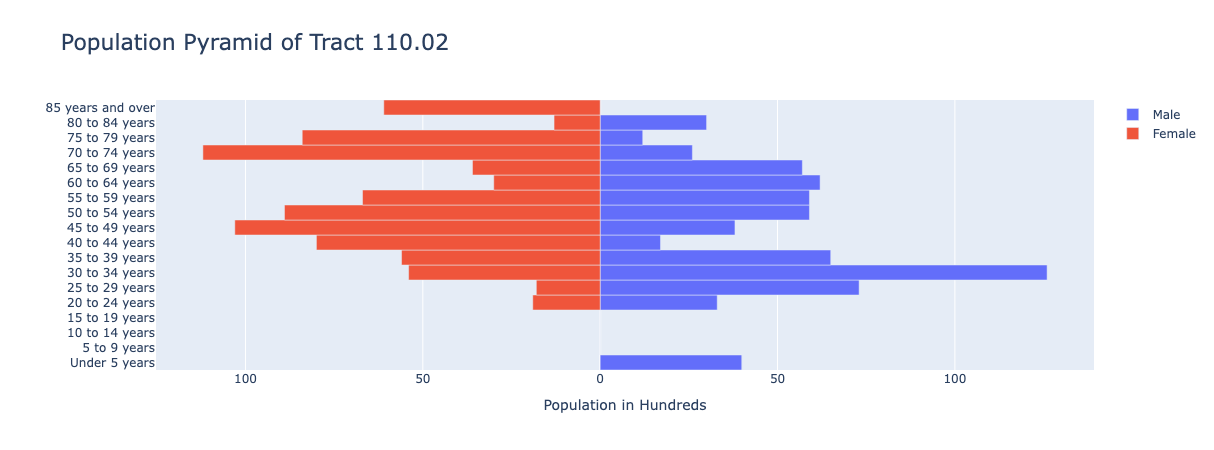 Population Pyramid of Tract 110.02
85 years and over
80 to 84 years
75 to 79 years
70 to 74 years
65 to 69 years
60 to 64 years
55 to 59 years
50 to 54 years
45 to 49 years
40 to 44 years
35 to 39 years
30 to 34 years
25 to 29 years
20 to 24 years
15 to 19 years
10 to 14 years
5 to 9 years
Under 5 years
100 50 0 50 100
Population in Hundreds
Male
Female